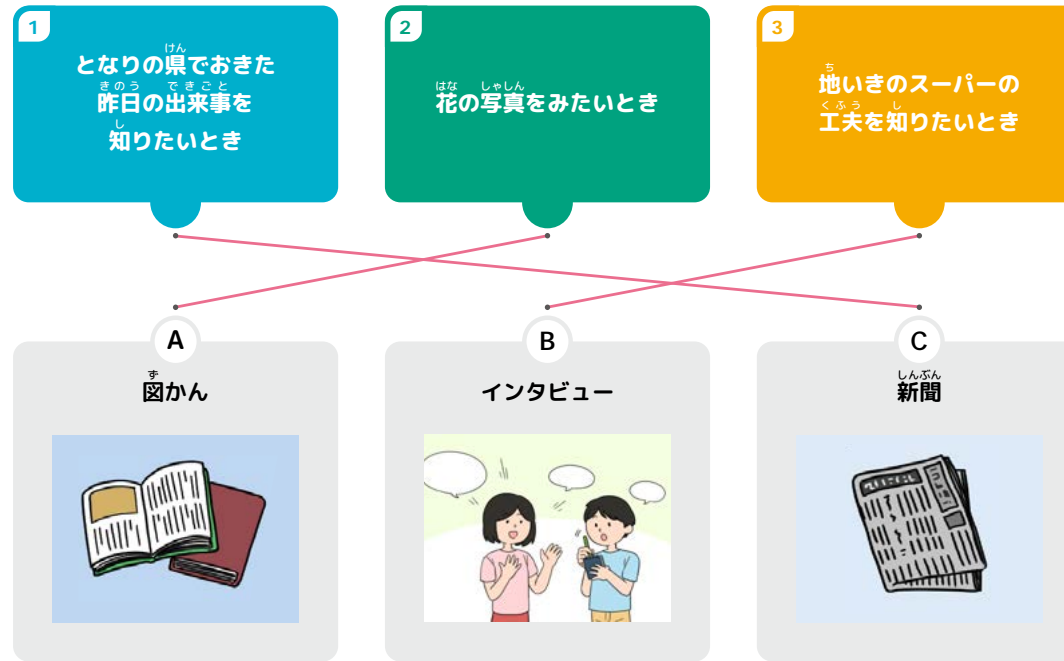 1
となりの県でおきた
昨日の出来事を
知りたいとき
2
花の写真をみたいとき
3
地いきのスーパーの
工夫を知りたいとき
A
図かん
B
インタビュー
C
新聞